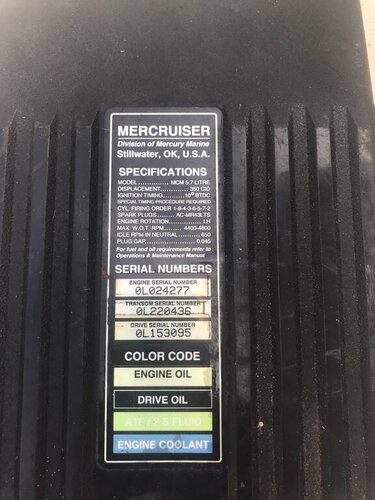 MERCRUISER
Division of Mercury Marine
Stillwater, OK, U.S.A.
SPECIFICATIONS
MODEL ........ MCM 5.7 LITRE
DISPLACEMENT ........ 350 CID
IGNITION TIMING ........ 10° BTDC
SPECIAL TIMING PROCEDURE REQUIRED
CYL. FIRING ORDER 1-8-4-3-6-5-7-2
SPARK PLUGS ........ AC-MR43LTS
ENGINE ROTATION ........ LH
MAX. W.O.T. RPM ........ 4400-4800
IDLE RPM IN NEUTRAL ........ 650
PLUG GAP ........ 0.045
For fuel and oil requirements refer to
Operations & Maintenance Manual
SERIAL NUMBERS
ENGINE SERIAL NUMBER
0L024277
TRANSOM SERIAL NUMBER
0L220436
DRIVE SERIAL NUMBER
0L153095
COLOR CODE
ENGINE OIL
DRIVE OIL
ATF / P.S FLUID
ENGINE COOLANT